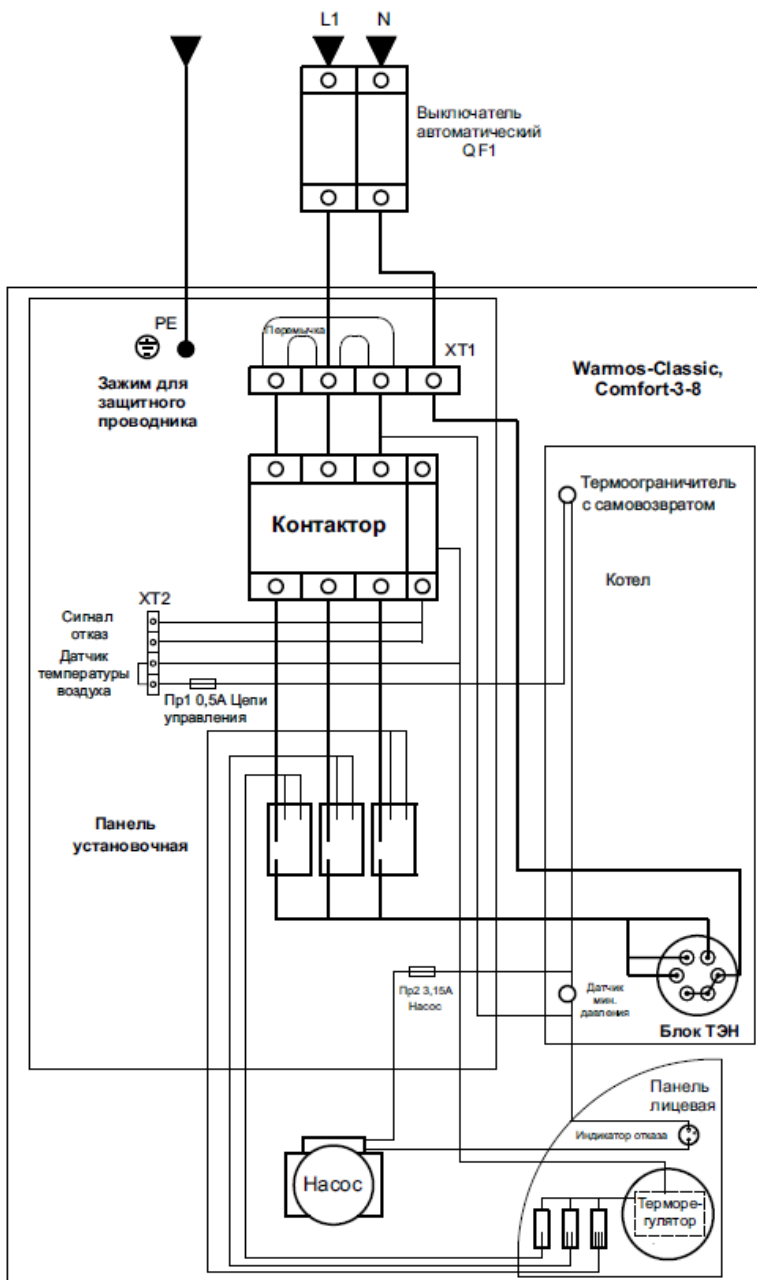 L1
N
Выключатель
автоматический
QF1
PE
Перемычка
XT1
Зажим для
защитного
проводника
Warmos-Classic,
Comfort-3-8
Термоограничитель
с самовозвратом
Контактор
Котел
XT2
Сигнал
отказ
Датчик
температуры
воздуха
Пр1 0,5А Цепи
управления
Панель
установочная
Пр2 3,15А
Насос
Датчик
мин.
давления
Блок ТЭН
Панель
лицевая
Индикатор отказа
Насос
Терморе-
гулятор